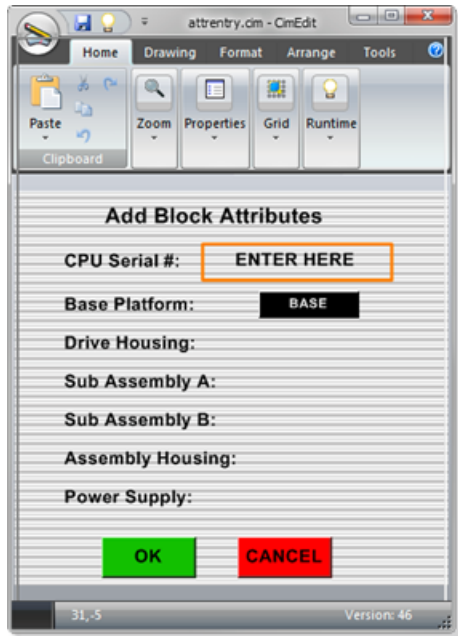 attrentry.cim - CimEdit
Home Drawing Format Arrange Tools
Paste Zoom Properties Grid Runtime
Clipboard
Add Block Attributes
CPU Serial #: ENTER HERE
Base Platform: BASE
Drive Housing:
Sub Assembly A:
Sub Assembly B:
Assembly Housing:
Power Supply:
OK CANCEL
31,-5 Version: 46